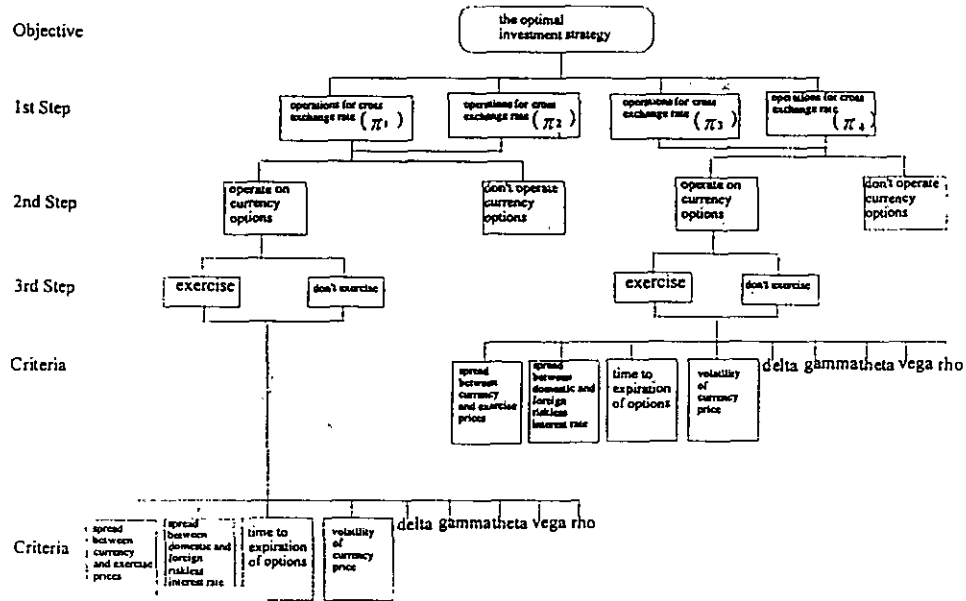 Objective
the optimal
investment strategy
1st Step
operations for cross
exchange rate (π₁)
operations for cross
exchange rate (π₂)
operations for cross
exchange rate (π₃)
operations for cross
exchange rate (π₄)
2nd Step
operate on
currency
options
don't operate
currency
options
operate on
currency
options
don't operate
currency
options
3rd Step
exercise
don't exercise
exercise
don't exercise
Criteria
spread
between
currency
and exercise
prices
spread
between
domestic and
foreign
riskless
interest rate
time to
expiration
of options
volatility
of
currency
price
delta gamma theta vega rho
Criteria
spread
between
currency
and exercise
prices
spread
between
domestic and
foreign
riskless
interest rate
time to
expiration
of options
volatility
of
currency
price
delta gamma theta vega rho